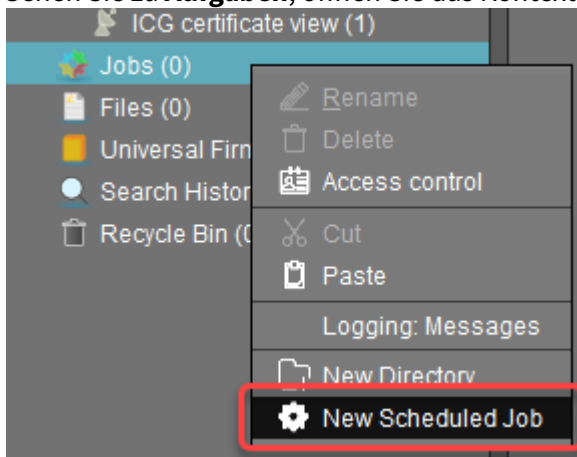 ICG certificate view (1)
Jobs (0)
Files (0)
Universal Firn
Search Histor
Recycle Bin (0
Rename
Delete
Access control
Cut
Paste
Logging: Messages
New Directory
New Scheduled Job